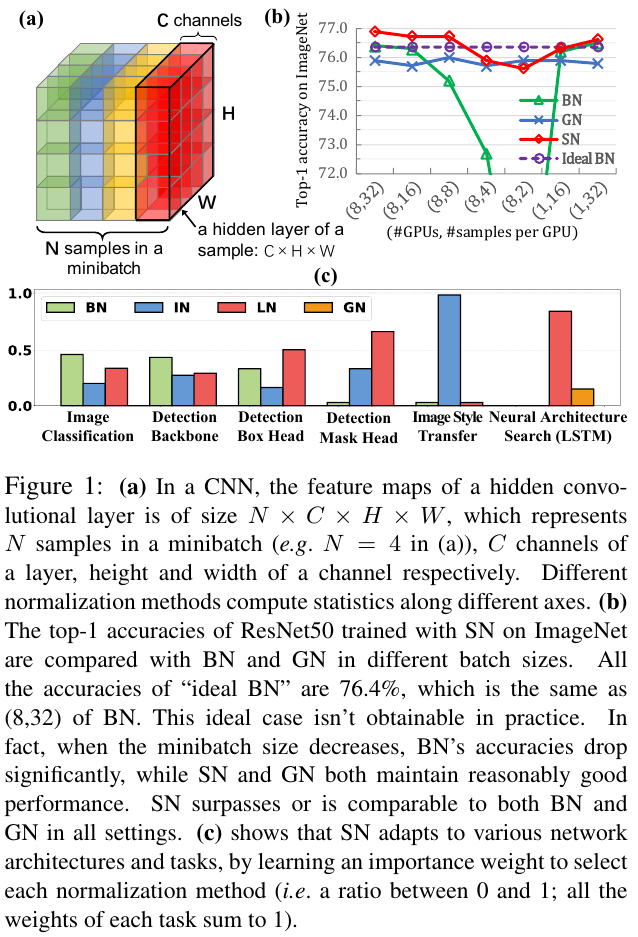 (a)
C channels
H
W
N samples in a
minibatch
a hidden layer of a
sample: C × H × W
(b)
Top-1 accuracy on ImageNet
77.0
76.0
75.0
74.0
73.0
72.0
BN
GN
SN
Ideal BN
(8,32)
(8,16)
(8,8)
(8,4)
(8,2)
(1,16)
(1,32)
(#GPUs, #samples per GPU)
(c)
1.0
0.5
0.0
BN IN LN GN
Image Classification
Detection Backbone
Detection Box Head
Detection Mask Head
Image Style Transfer
Neural Architecture Search (LSTM)
Figure 1: (a) In a CNN, the feature maps of a hidden convo-
lutional layer is of size N × C × H × W, which represents
N samples in a minibatch (e.g. N = 4 in (a)), C channels of
a layer, height and width of a channel respectively. Different
normalization methods compute statistics along different axes. (b)
The top-1 accuracies of ResNet50 trained with SN on ImageNet
are compared with BN and GN in different batch sizes. All
the accuracies of “ideal BN” are 76.4%, which is the same as
(8,32) of BN. This ideal case isn’t obtainable in practice. In
fact, when the minibatch size decreases, BN’s accuracies drop
significantly, while SN and GN both maintain reasonably good
performance. SN surpasses or is comparable to both BN and
GN in all settings. (c) shows that SN adapts to various network
architectures and tasks, by learning an importance weight to select
each normalization method (i.e. a ratio between 0 and 1; all the
weights of each task sum to 1).